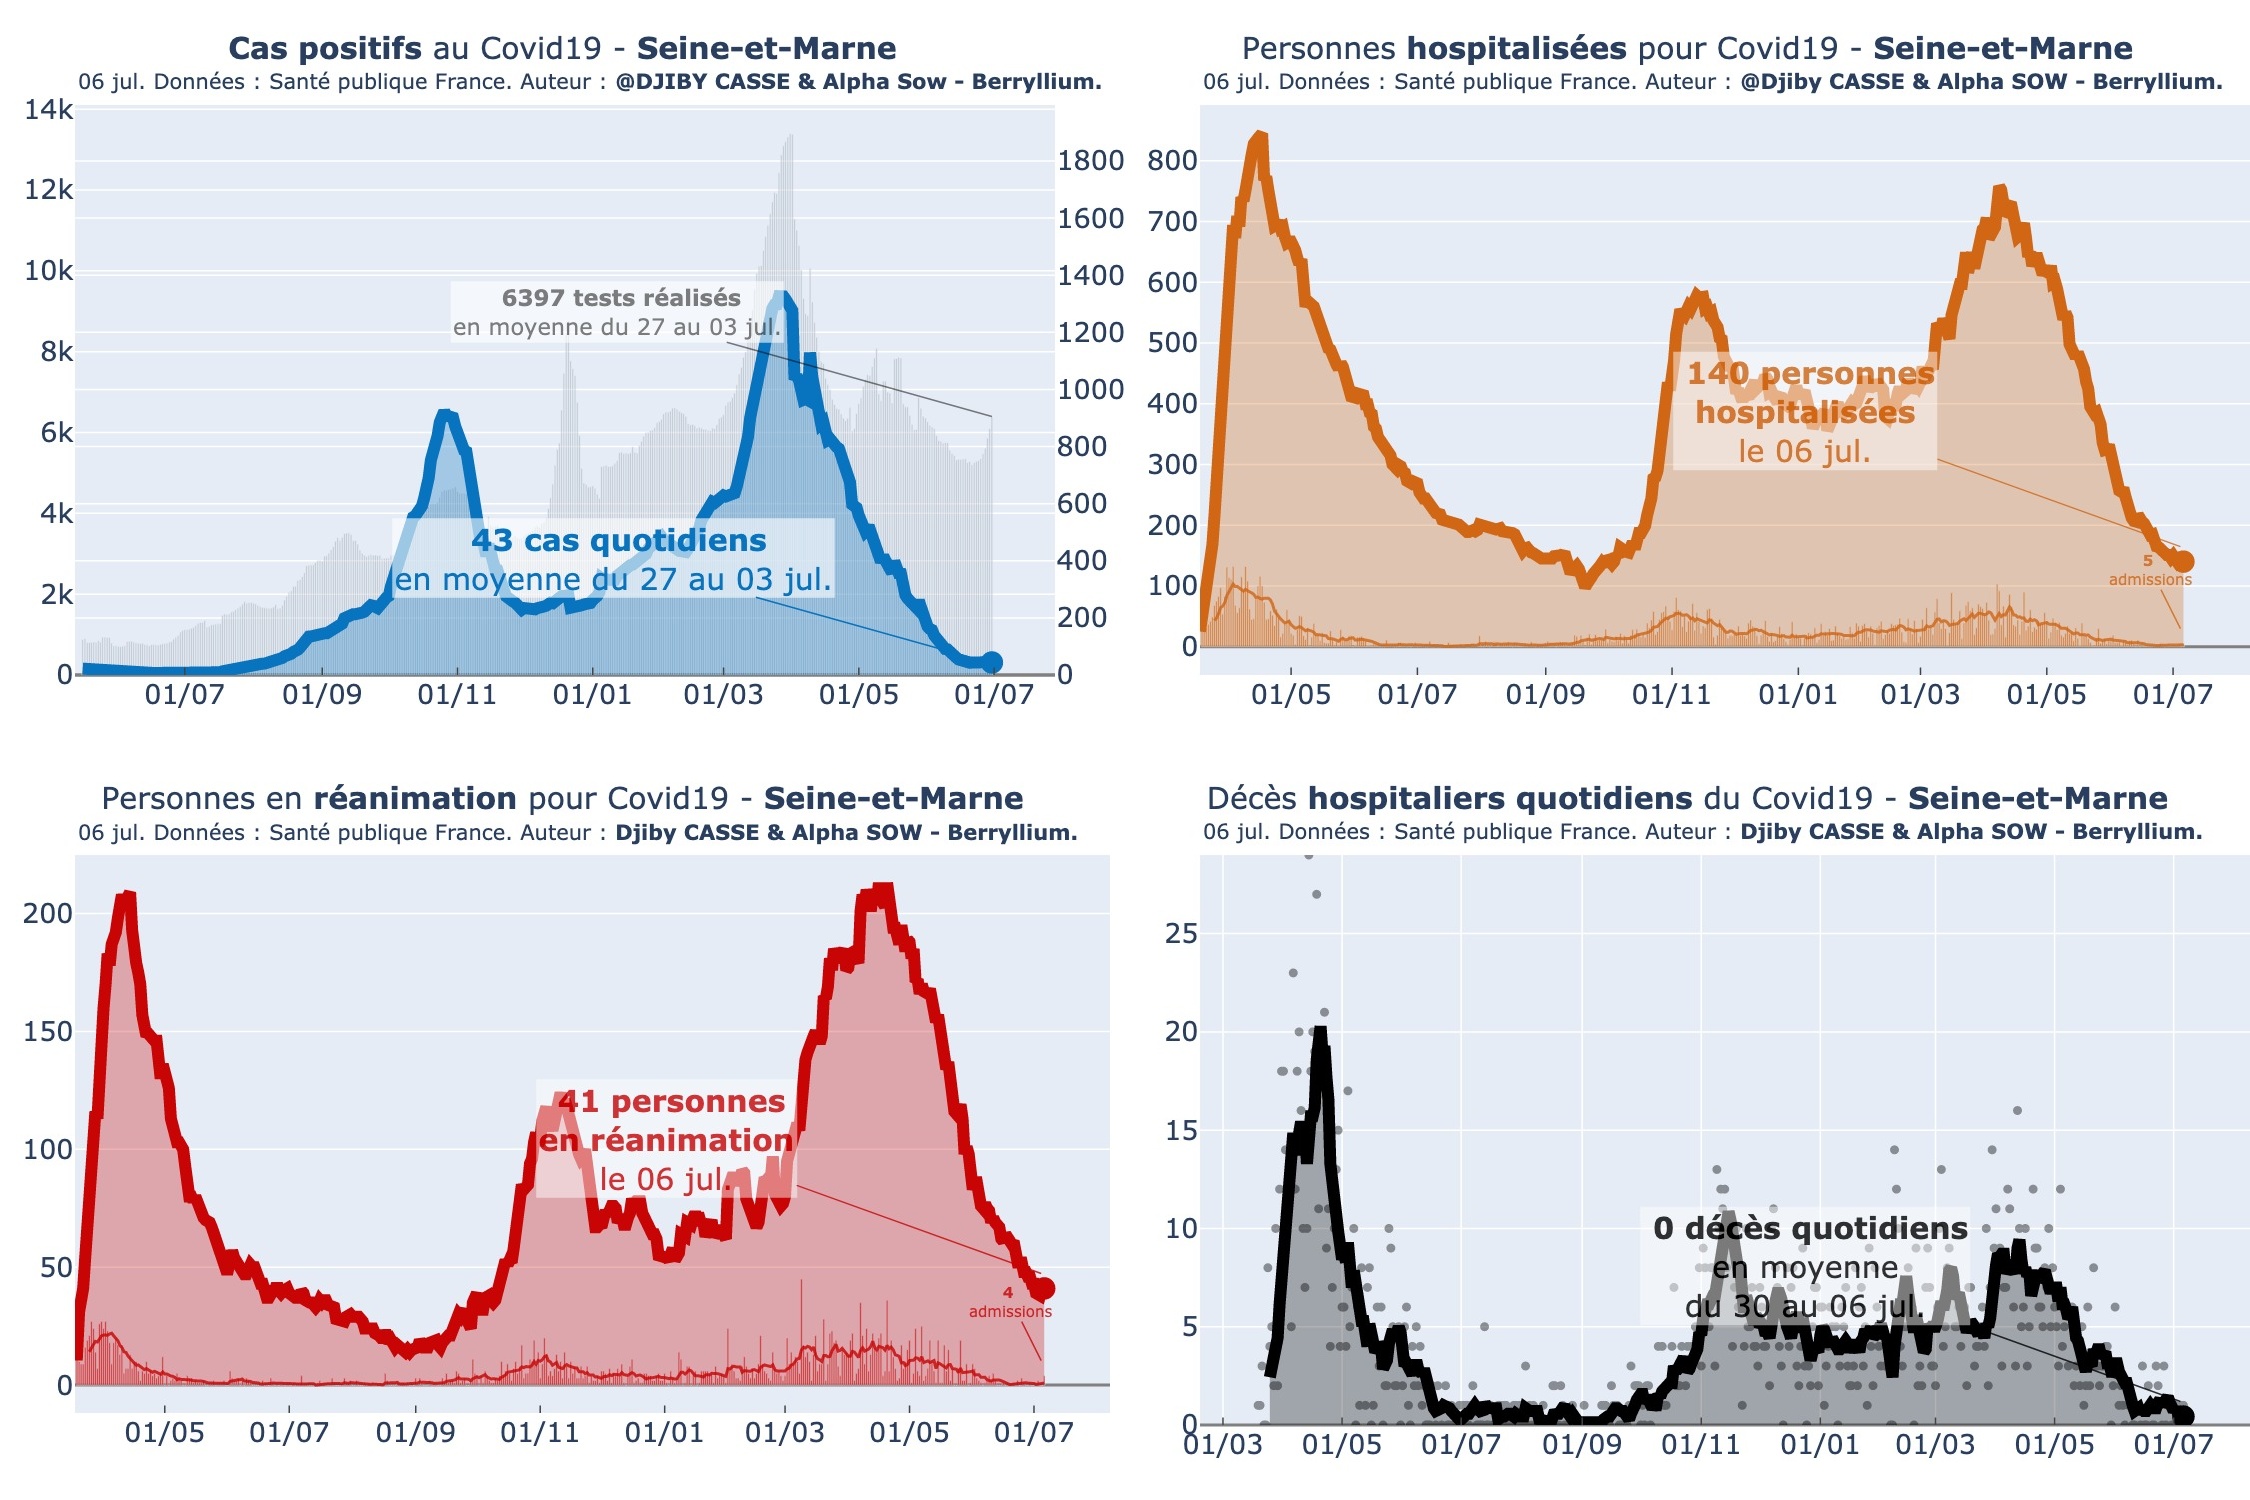 Cas positifs au Covid19 - Seine-et-Marne
06 jul. Données : Santé publique France. Auteur : @DJIBY CASSE & Alpha Sow - Berryllium.
14k
12k
10k
8k
6k
4k
2k
0
1800
1600
1400
1200
1000
800
600
400
200
0
6397 tests réalisés
en moyenne du 27 au 03 jul.
43 cas quotidiens
en moyenne du 27 au 03 jul.
01/07 01/09 01/11 01/01 01/03 01/05 01/07
Personnes hospitalisées pour Covid19 - Seine-et-Marne
06 jul. Données : Santé publique France. Auteur : @Djiby CASSE & Alpha SOW - Berryllium.
800
700
600
500
400
300
200
100
0
140 personnes
hospitalisées
le 06 jul.
5
admissions
01/05 01/07 01/09 01/11 01/01 01/03 01/05 01/07
Personnes en réanimation pour Covid19 - Seine-et-Marne
06 jul. Données : Santé publique France. Auteur : Djiby CASSE & Alpha SOW - Berryllium.
200
150
100
50
0
41 personnes
en réanimation
le 06 jul.
4
admissions
01/05 01/07 01/09 01/11 01/01 01/03 01/05 01/07
Décès hospitaliers quotidiens du Covid19 - Seine-et-Marne
06 jul. Données : Santé publique France. Auteur : Djiby CASSE & Alpha SOW - Berryllium.
25
20
15
10
5
0
0 décès quotidiens
en moyenne
du 30 au 06 jul.
01/03 01/05 01/07 01/09 01/11 01/01 01/03 01/05 01/07